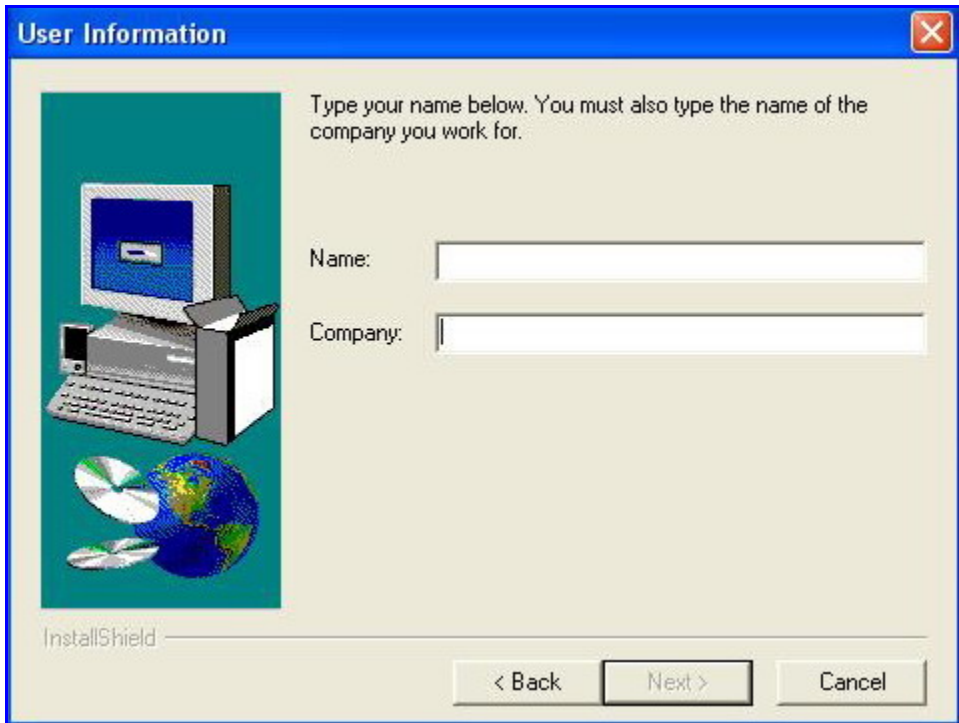 User Information
Type your name below. You must also type the name of the
company you work for.
Name:
Company:
InstallShield
< Back
Next >
Cancel